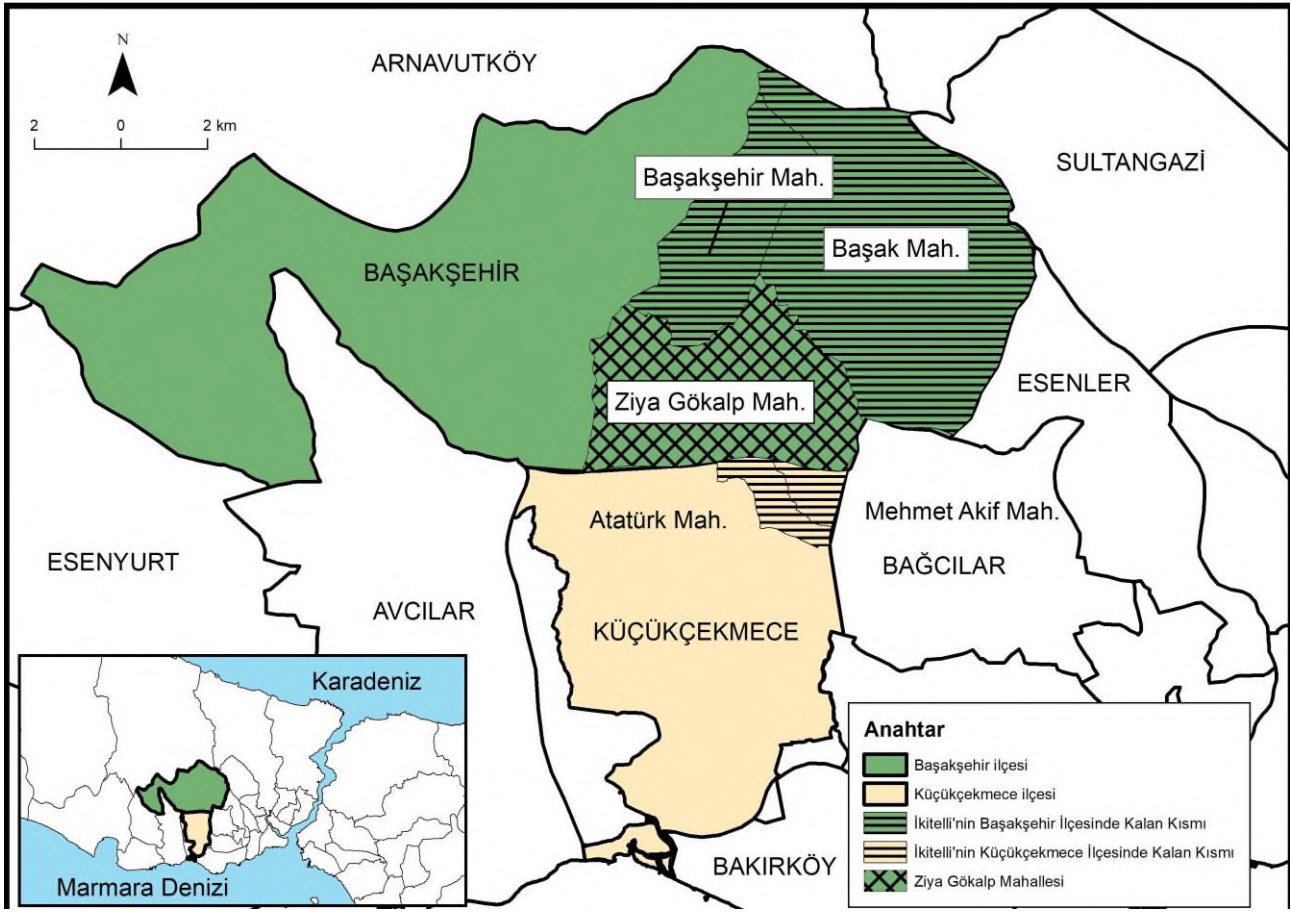 N
ARNAVUTKÖY
2 0 2 km
SULTANGAZİ
Başakşehir Mah.
Başak Mah.
BAŞAKŞEHİR
ESENLER
Ziya Gökalp Mah.
Atatürk Mah.
Mehmet Akif Mah.
ESENYURT
BAĞCILAR
AVCILAR
KÜÇÜKÇEKMECE
Karadeniz
Marmara Denizi
BAKIRKÖY
Anahtar
Başakşehir ilçesi
Küçükçekmece ilçesi
İkitelli'nin Başakşehir İlçesinde Kalan Kısmı
İkitelli'nin Küçükçekmece İlçesinde Kalan Kısmı
Ziya Gökalp Mahallesi